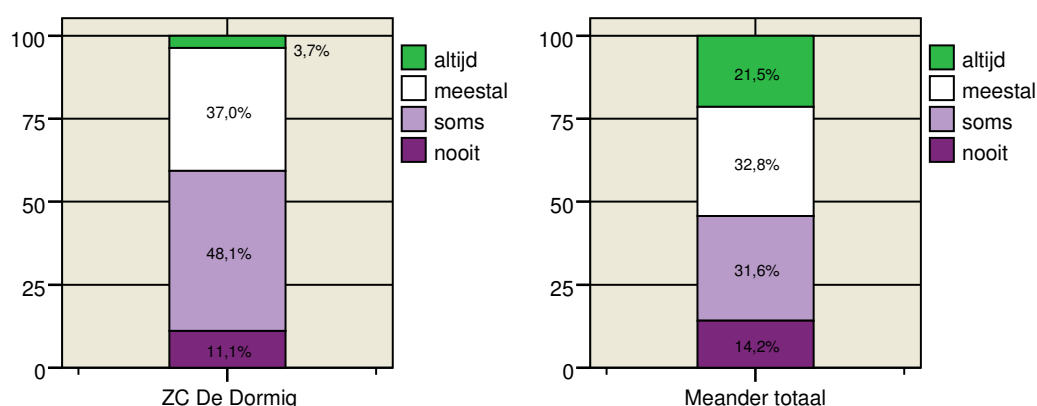 100
75
50
25
0
3,7%
37,0%
48,1%
11,1%
altijd
meestal
soms
nooit
ZC De Dormig
100
75
50
25
0
21,5%
32,8%
31,6%
14,2%
altijd
meestal
soms
nooit
Meander totaal